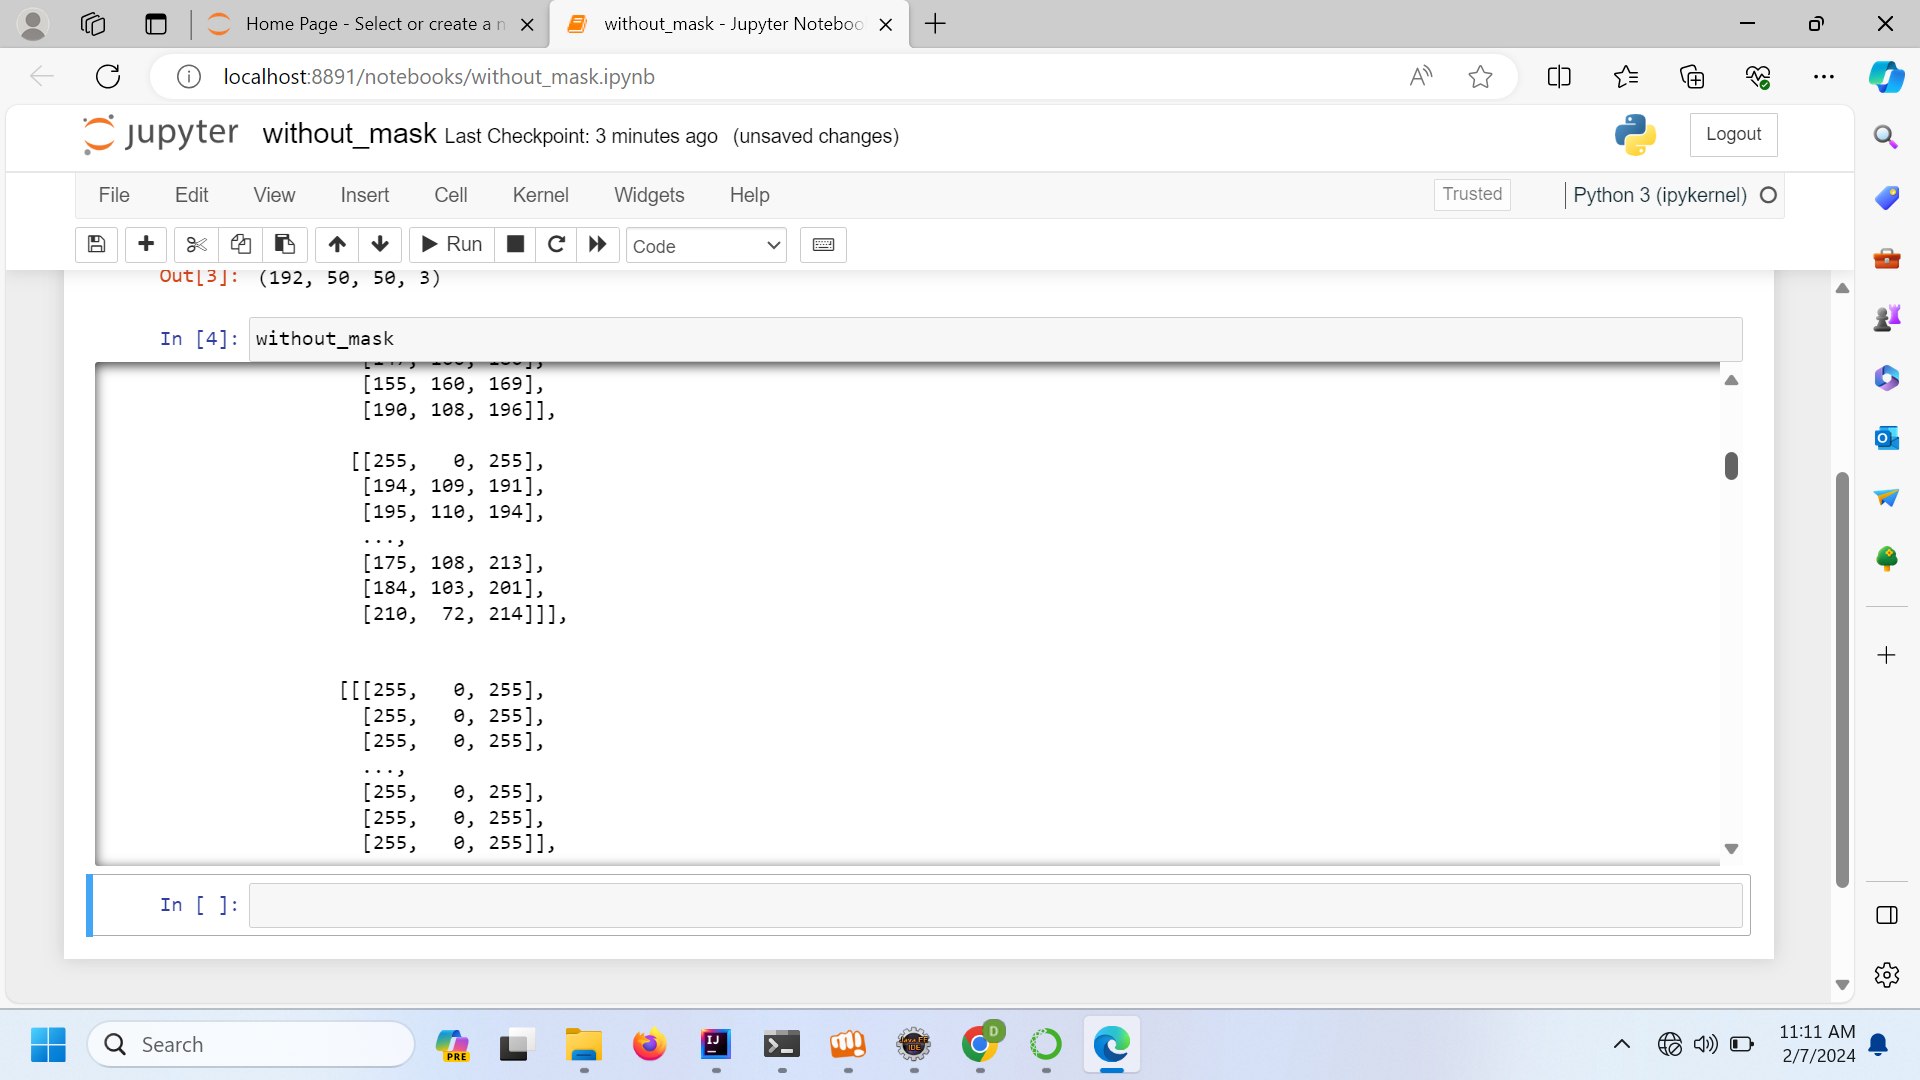 Home Page - Select or create a n
without_mask - Jupyter Noteboo
localhost:8891/notebooks/without_mask.ipynb
jupyter without_mask Last Checkpoint: 3 minutes ago (unsaved changes)
Logout
File Edit View Insert Cell Kernel Widgets Help
Trusted
Python 3 (ipykernel)
Run
Code
Out[3]: (192, 50, 50, 3)
In [4]: without_mask
[155, 160, 169],
[190, 108, 196]],
[[255,   0, 255],
[194, 109, 191],
[195, 110, 194],
...,
[175, 108, 213],
[184, 103, 201],
[210,  72, 214]]],
[[[255,   0, 255],
[255,   0, 255],
[255,   0, 255],
...,
[255,   0, 255],
[255,   0, 255],
[255,   0, 255]],
In [ ]:
Search
PRE
IJ
D
11:11 AM
2/7/2024